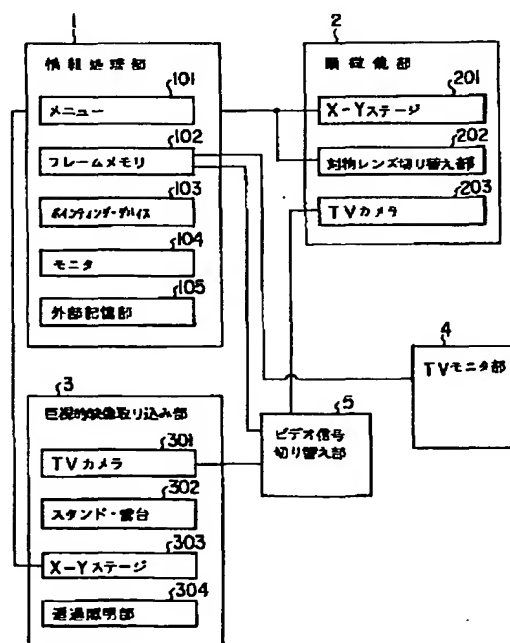 1
情報処理部
101
メニュー
102
フレームメモリ
103
ポインティング・デバイス
104
モニタ
105
外部記憶部
2
顕微鏡部
201
X-Yステージ
202
対物レンズ切り替え部
203
TVカメラ
3
巨視的映像取り込み部
301
TVカメラ
302
スタンド・雲台
303
X-Yステージ
304
透過照明部
4
TVモニタ部
5
ビデオ信号
切り替え部